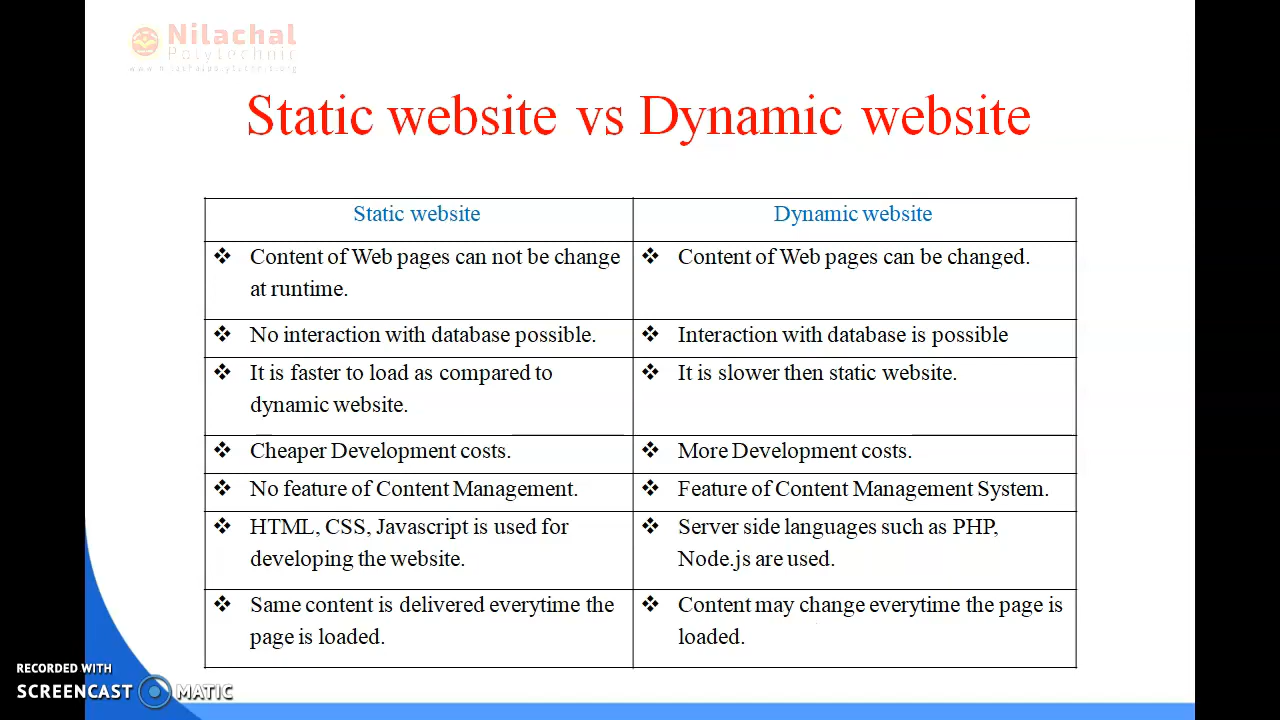 Nilachal
Polytechnic
www.nilachalpolytechnic.org
Static website vs Dynamic website
Static website
Dynamic website
❖ Content of Web pages can not be change
at runtime.
❖ Content of Web pages can be changed.
❖ No interaction with database possible.
❖ Interaction with database is possible
❖ It is faster to load as compared to
dynamic website.
❖ It is slower then static website.
❖ Cheaper Development costs.
❖ More Development costs.
❖ No feature of Content Management.
❖ Feature of Content Management System.
❖ HTML, CSS, Javascript is used for
developing the website.
❖ Server side languages such as PHP,
Node.js are used.
❖ Same content is delivered everytime the
page is loaded.
❖ Content may change everytime the page is
loaded.
RECORDED WITH
SCREENCAST MATIC